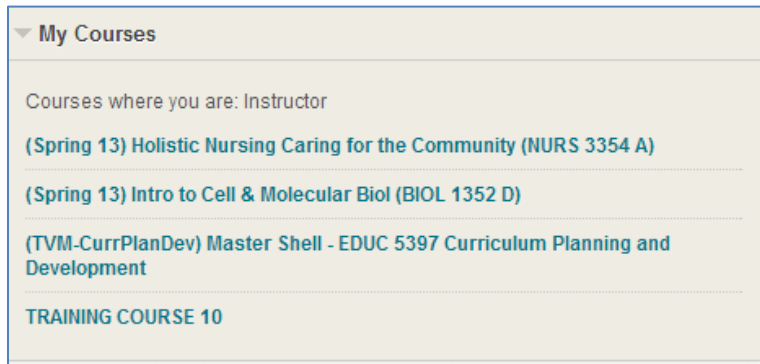 My Courses
Courses where you are: Instructor
(Spring 13) Holistic Nursing Caring for the Community (NURS 3354 A)
(Spring 13) Intro to Cell & Molecular Biol (BIOL 1352 D)
(TVM-CurrPlanDev) Master Shell - EDUC 5397 Curriculum Planning and
Development
TRAINING COURSE 10